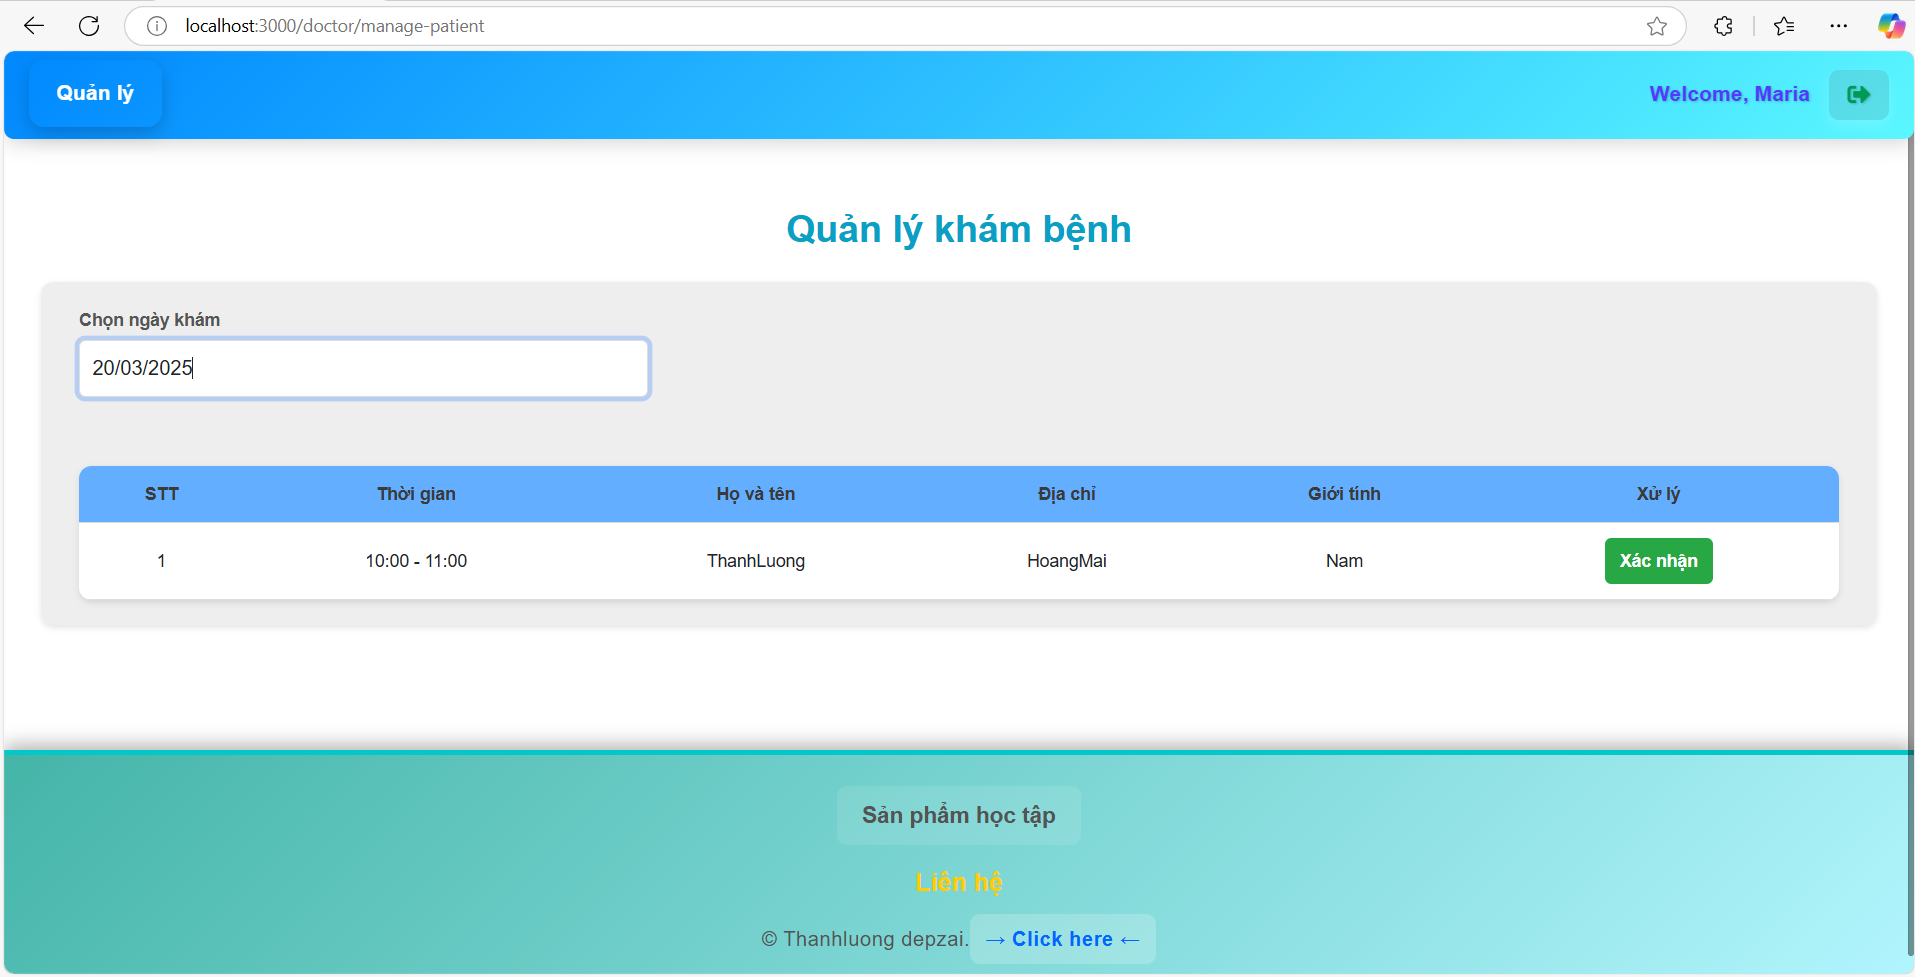 localhost:3000/doctor/manage-patient
Quản lý
Welcome, Maria
Quản lý khám bệnh
Chọn ngày khám
20/03/2025
STT Thời gian Họ và tên Địa chỉ Giới tính Xử lý
1 10:00 - 11:00 ThanhLuong HoangMai Nam Xác nhận
Sản phẩm học tập
Liên hệ
© Thanhluong depzai. → Click here ←